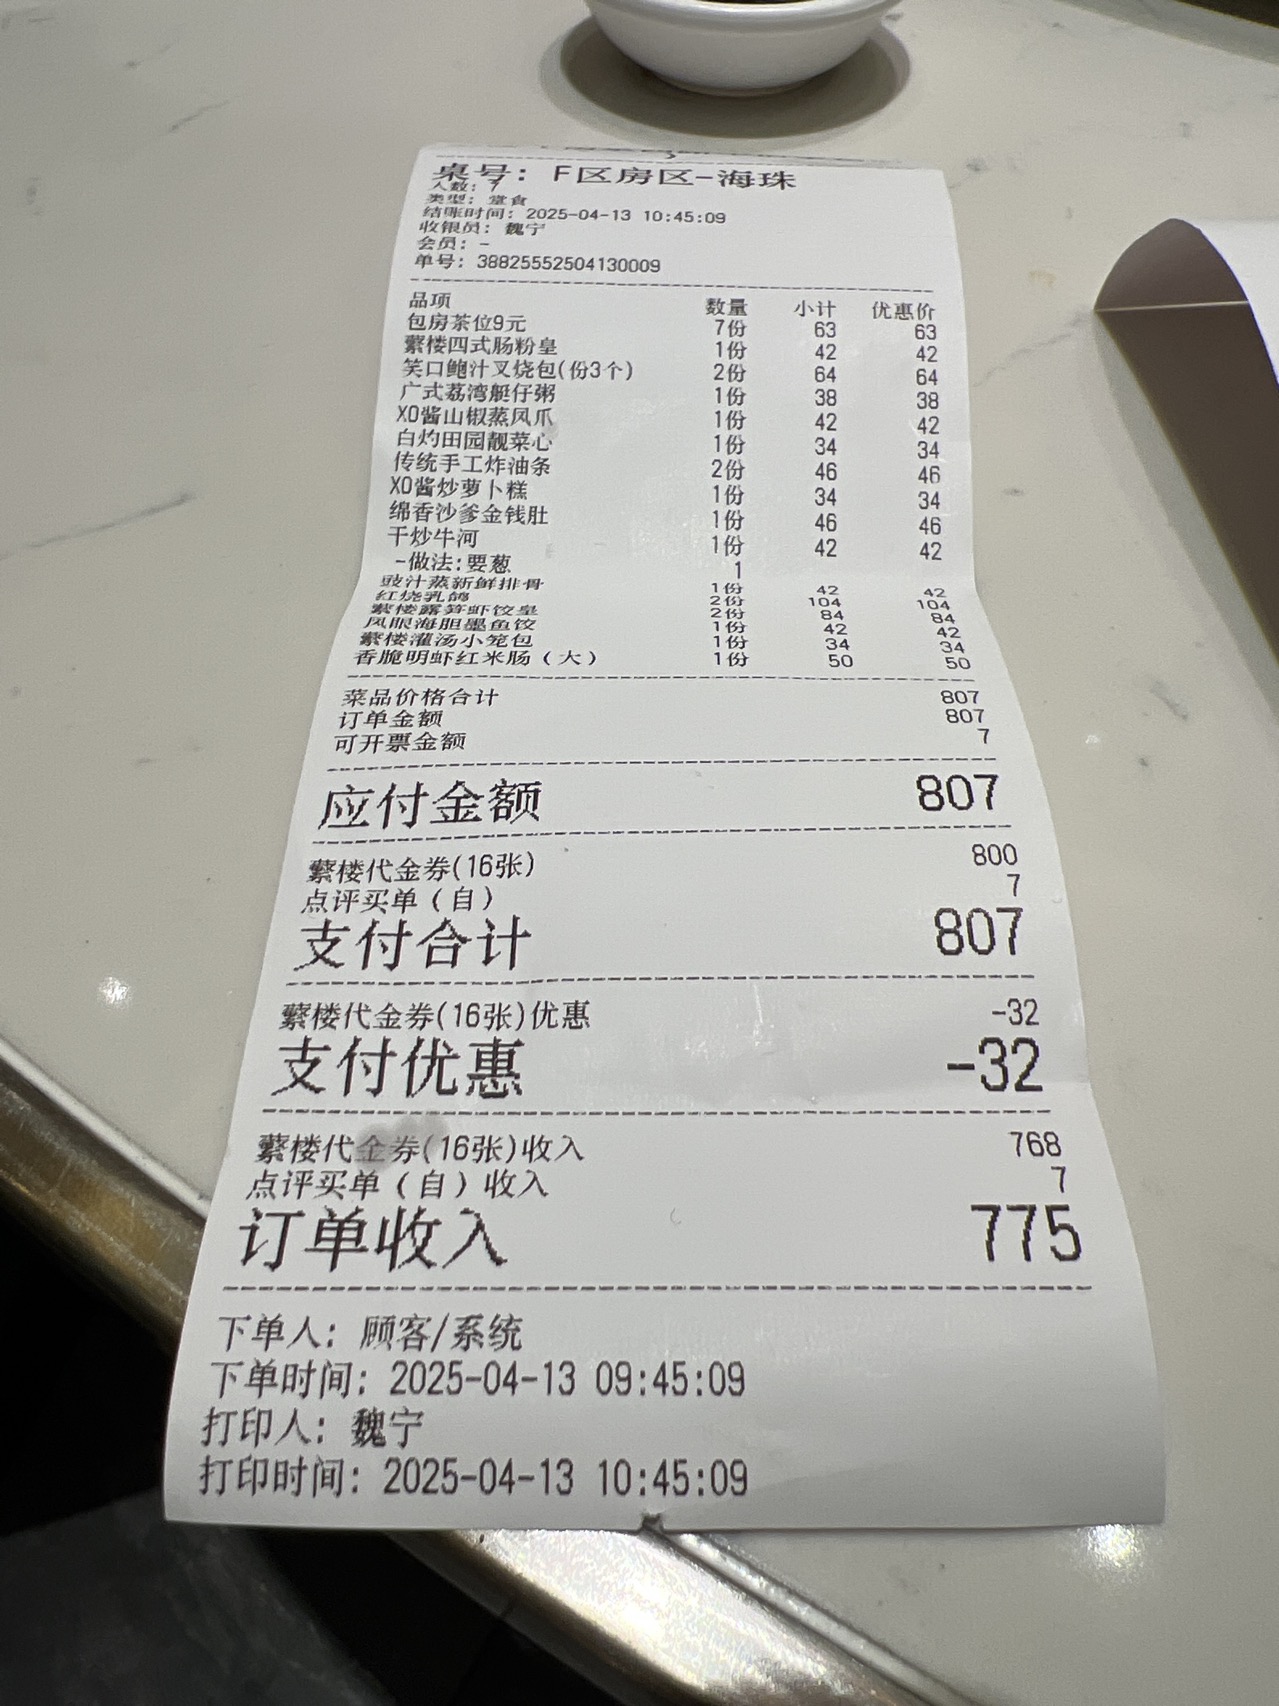 桌号: F区房区-海珠
人数: 7
类型: 堂食
结账时间: 2025-04-13 10:45:09
收银员: 魏宁
会员: -
单号: 38825552504130009
品项 数量 小计 优惠价
包房茶位9元 7份 63 63
蘩楼四式肠粉皇 1份 42 42
笑口鲍汁叉烧包(份3个) 2份 64 64
广式荔湾艇仔粥 1份 38 38
XO酱山椒蒸凤爪 1份 42 42
白灼田园靓菜心 1份 34 34
传统手工炸油条 2份 46 46
XO酱炒萝卜糕 1份 34 34
绵香沙爹金钱肚 1份 46 46
干炒牛河 1份 42 42
-做法:要葱 1
豉汁蒸新鲜排骨 1份 42 42
红烧乳鸽 2份 104 104
蘩楼露笋虾饺皇 2份 84 84
凤眼海胆墨鱼饺 1份 42 42
蘩楼灌汤小笼包 1份 34 34
香脆明虾红米肠(大) 1份 50 50
菜品价格合计 807
订单金额 807
可开票金额 7
应付金额 807
蘩楼代金券(16张) 800
点评买单(自) 7
支付合计 807
蘩楼代金券(16张)优惠 -32
支付优惠 -32
蘩楼代金券(16张)收入 768
点评买单(自)收入 7
订单收入 775
下单人: 顾客/系统
下单时间: 2025-04-13 09:45:09
打印人: 魏宁
打印时间: 2025-04-13 10:45:09